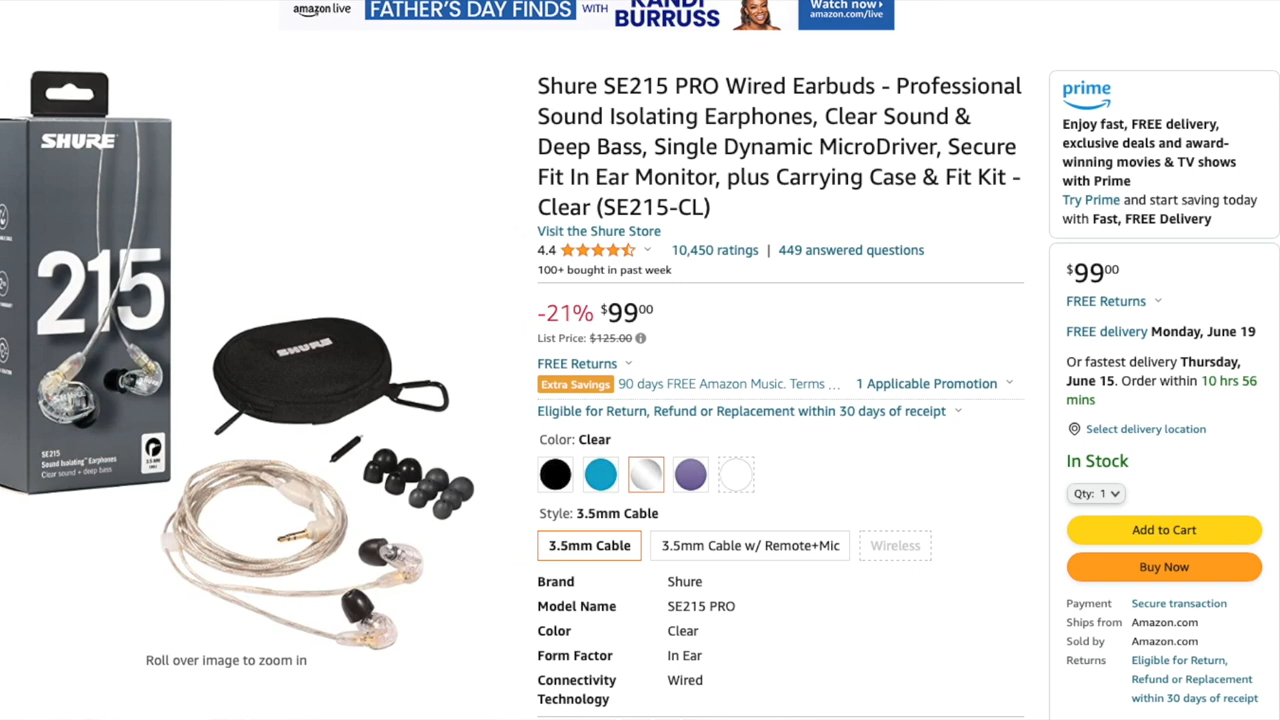 amazon live
FATHER'S DAY FINDS WITH
KANDI
BURRUSS
Watch now
amazon.com/live
SHURE
215
SE215
Sound Isolating™ Earphones
Clear sound + deep bass
SHURE
Roll over image to zoom in
Shure SE215 PRO Wired Earbuds - Professional
Sound Isolating Earphones, Clear Sound &
Deep Bass, Single Dynamic MicroDriver, Secure
Fit In Ear Monitor, plus Carrying Case & Fit Kit -
Clear (SE215-CL)
Visit the Shure Store
4.4 10,450 ratings | 449 answered questions
100+ bought in past week
-21% $99.00
List Price: $125.00
FREE Returns
Extra Savings 90 days FREE Amazon Music. Terms ... 1 Applicable Promotion
Eligible for Return, Refund or Replacement within 30 days of receipt
Color: Clear
Style: 3.5mm Cable
3.5mm Cable 3.5mm Cable w/ Remote+Mic Wireless
Brand Shure
Model Name SE215 PRO
Color Clear
Form Factor In Ear
Connectivity Wired
Technology
prime
Enjoy fast, FREE delivery,
exclusive deals and award-
winning movies & TV shows
with Prime
Try Prime and start saving today
with Fast, FREE Delivery
$99.00
FREE Returns
FREE delivery Monday, June 19
Or fastest delivery Thursday,
June 15. Order within 10 hrs 56
mins
Select delivery location
In Stock
Qty: 1
Add to Cart
Buy Now
Payment Secure transaction
Ships from Amazon.com
Sold by Amazon.com
Returns Eligible for Return,
Refund or Replacement
within 30 days of receipt